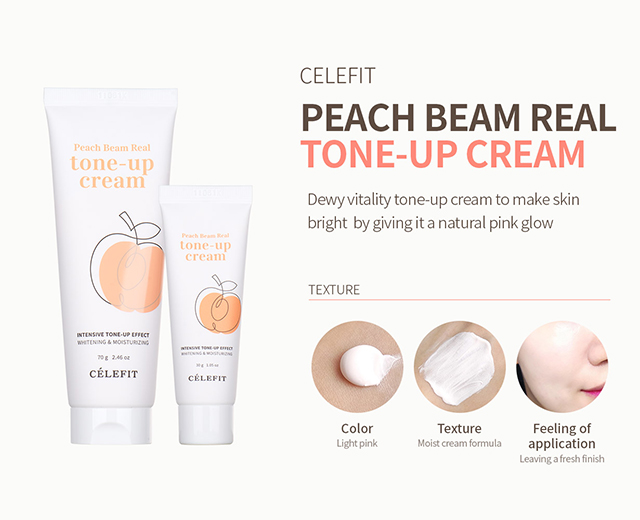 Peach Beam Real
tone-up
cream
INTENSIVE TONE-UP EFFECT
WHITENING & MOISTURIZING
70 g 2.46 oz
CÉLEFIT
Peach Beam Real
tone-up
cream
INTENSIVE TONE-UP EFFECT
WHITENING & MOISTURIZING
CÉLEFIT
CELEFIT
PEACH BEAM REAL
TONE-UP CREAM
Dewy vitality tone-up cream to make skin
bright by giving it a natural pink glow
TEXTURE
Color
Light pink
Texture
Moist cream formula
Feeling of
application
Leaving a fresh finish